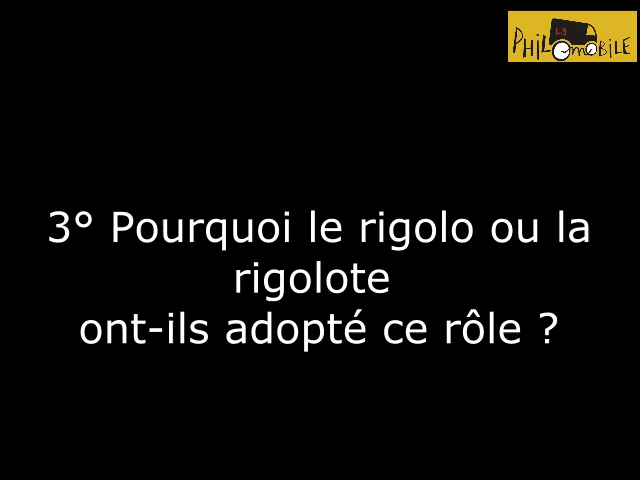 LA
PHILOMOBILE
3° Pourquoi le rigolo ou la
rigolote
ont-ils adopté ce rôle ?